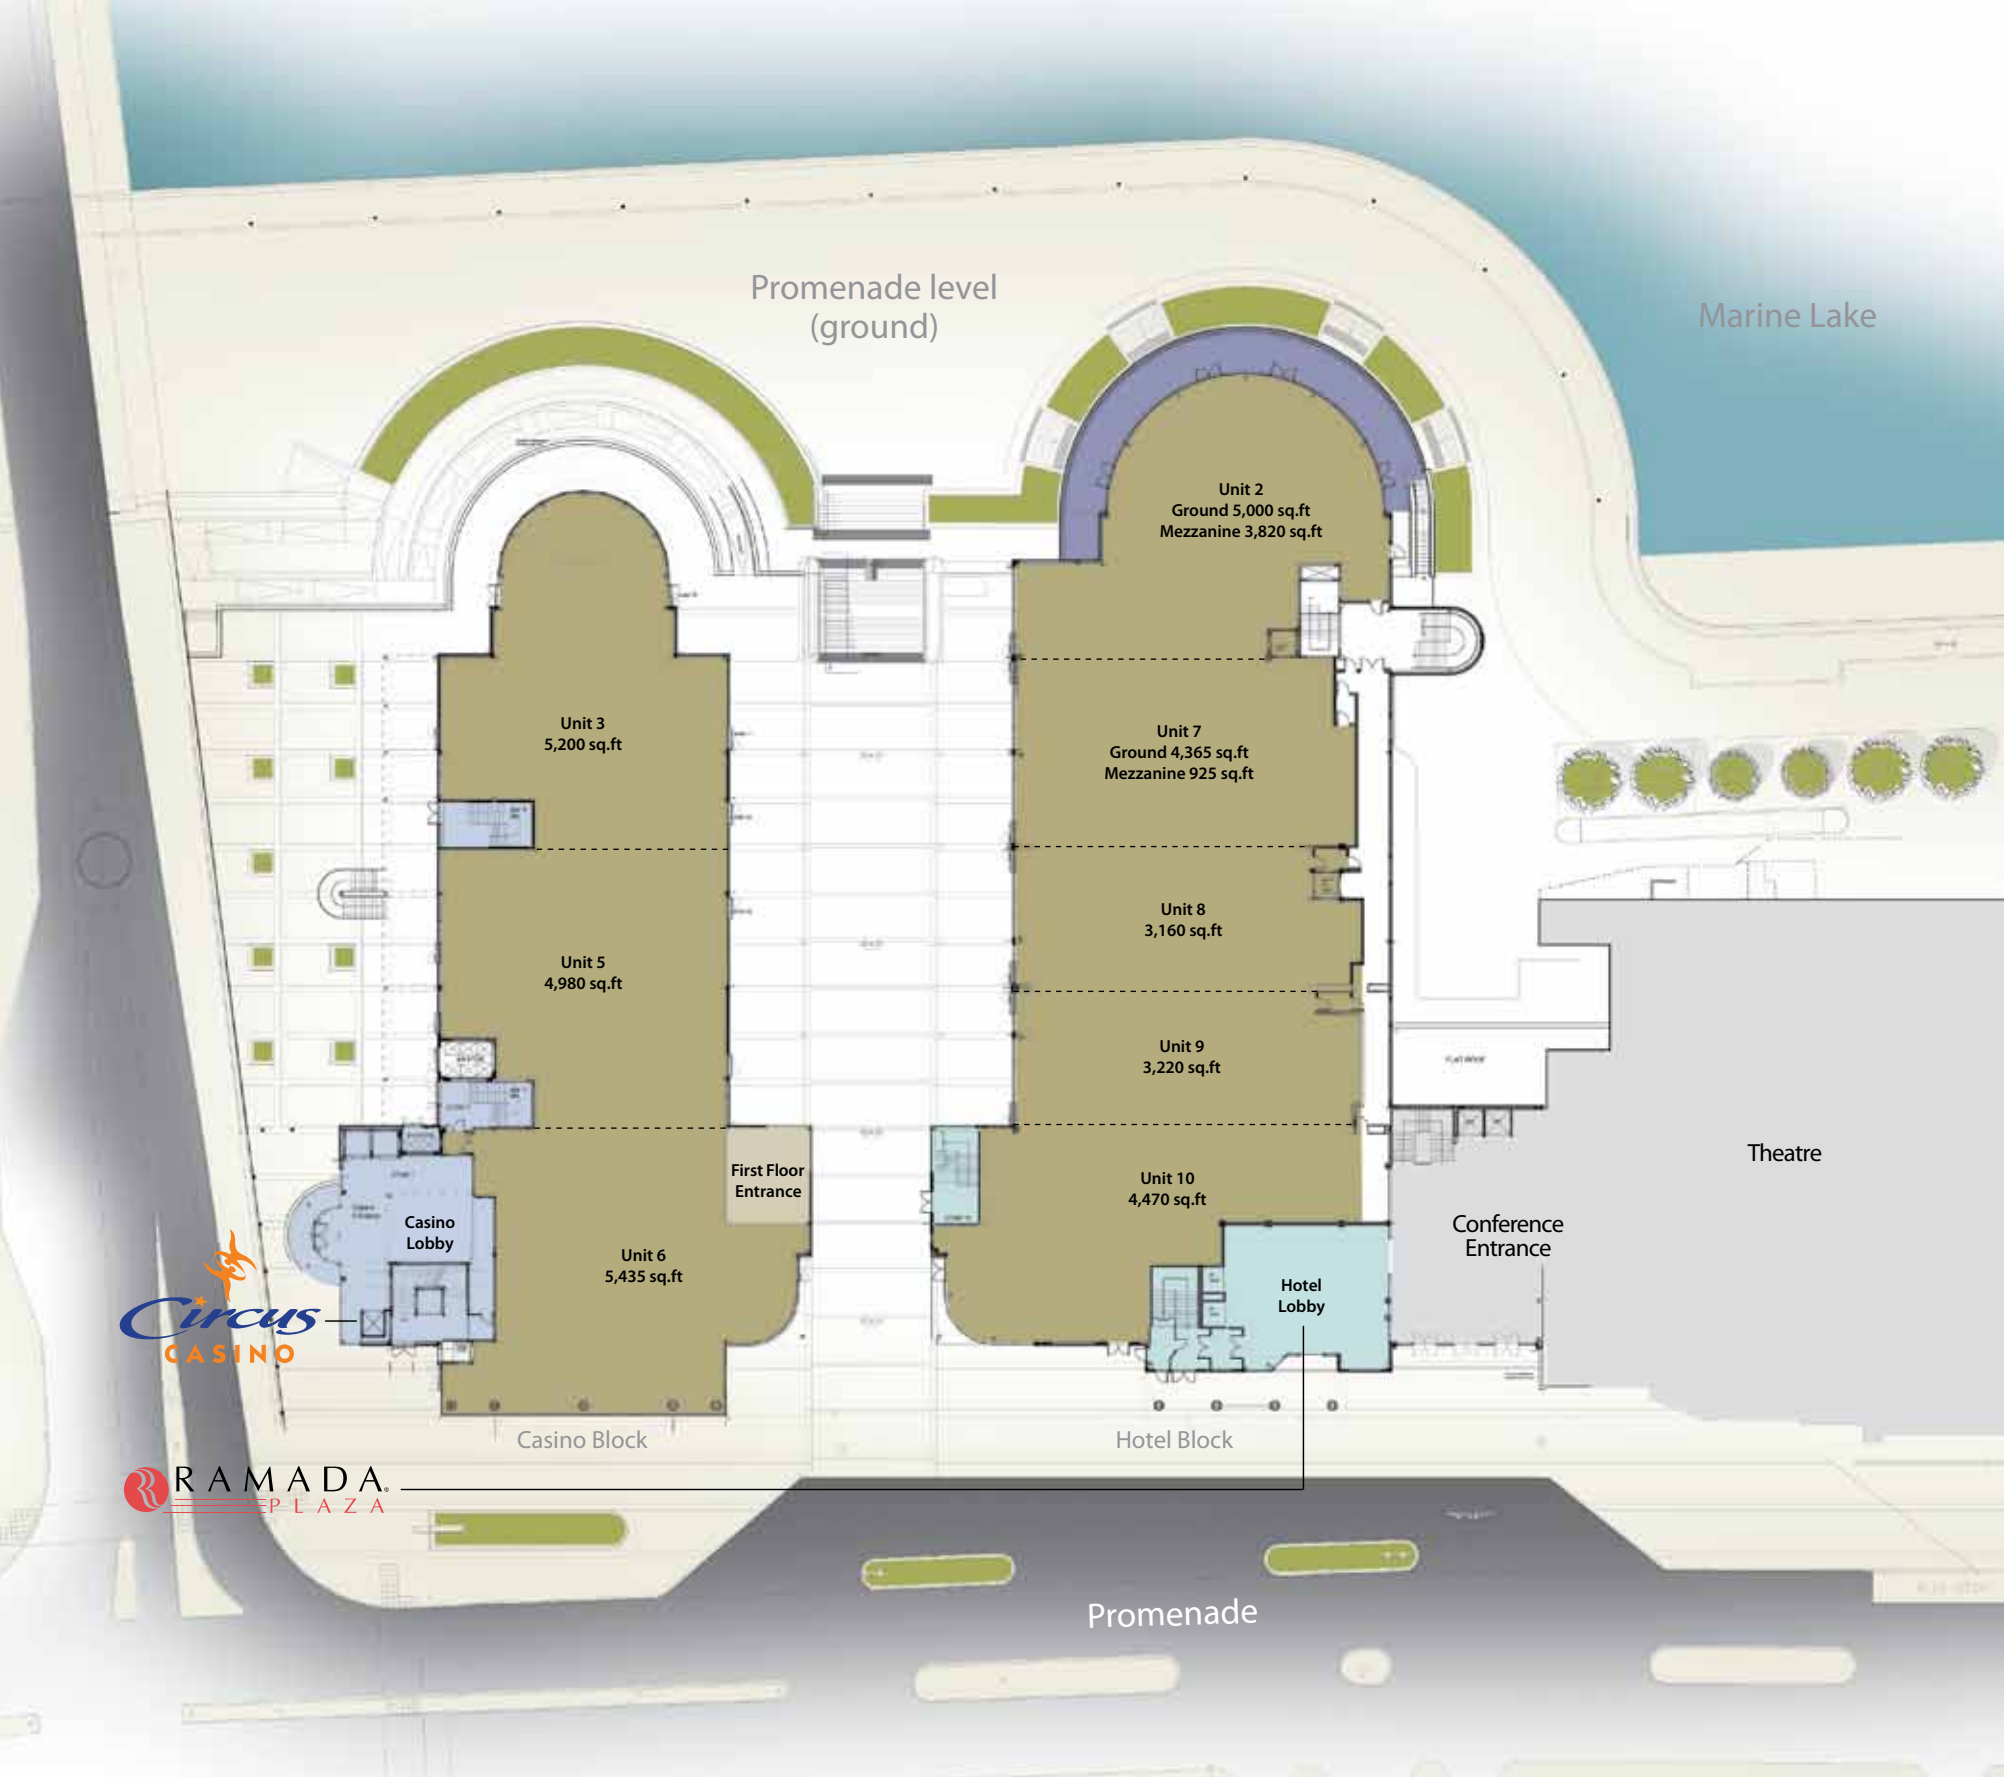 Promenade level
(ground)
Marine Lake
Unit 2
Ground 5,000 sq.ft
Mezzanine 3,820 sq.ft
Unit 3
5,200 sq.ft
Unit 7
Ground 4,365 sq.ft
Mezzanine 925 sq.ft
Unit 8
3,160 sq.ft
Unit 5
4,980 sq.ft
Unit 9
3,220 sq.ft
FLAT ROOF
Theatre
First Floor
Entrance
Unit 10
4,470 sq.ft
Casino
Lobby
Conference
Entrance
Unit 6
5,435 sq.ft
Hotel
Lobby
Circus
CASINO
Casino Block
Hotel Block
RAMADA®
PLAZA
Promenade